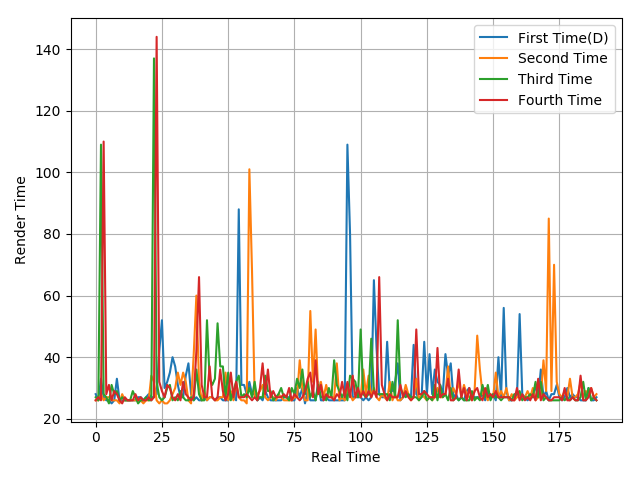 First Time(D)
Second Time
Third Time
Fourth Time
140
120
100
80
60
40
20
Render Time
0 25 50 75 100 125 150 175
Real Time